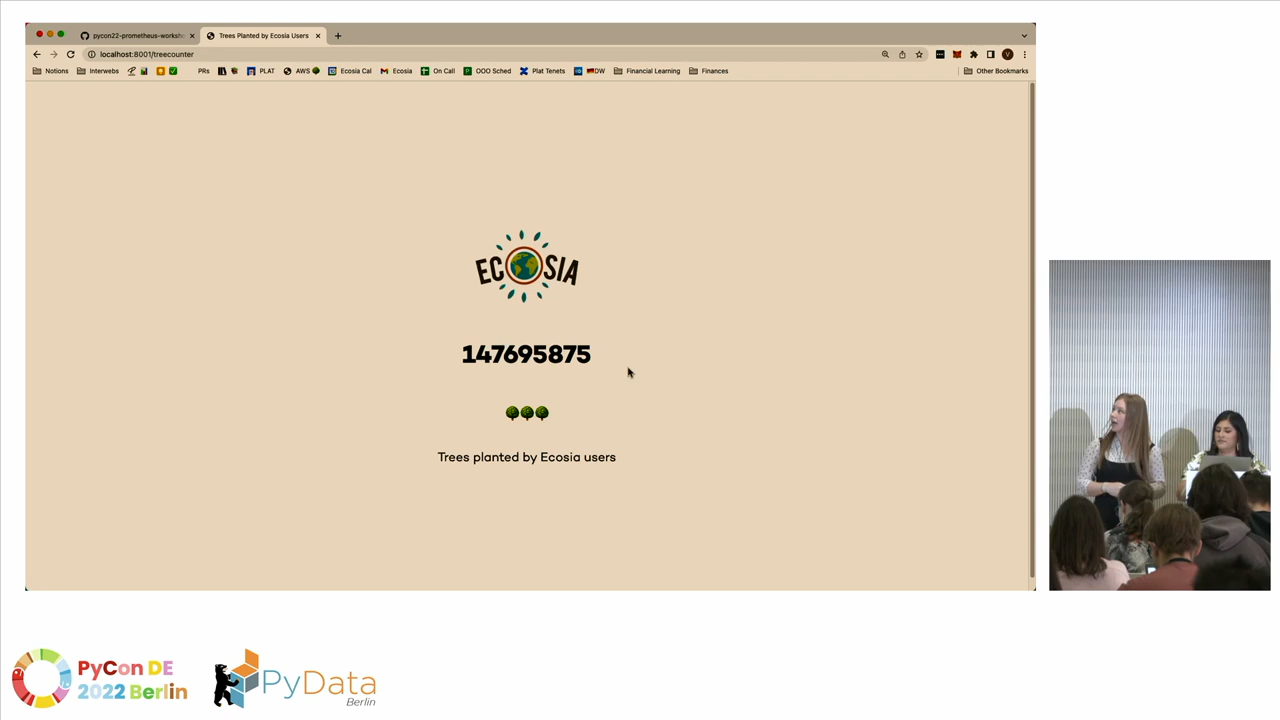 pycon22-prometheus-worksho
Trees Planted by Ecosia Users
localhost:8001/treecounter
Notions
Interwebs
PRs
PLAT
AWS
Ecosia Cal
Ecosia
On Call
OOO Sched
Plat Tenets
DW
Financial Learning
Finances
Other Bookmarks
V
ECOSIA
147695875
Trees planted by Ecosia users
PyCon DE
2022 Berlin
PyData
Berlin